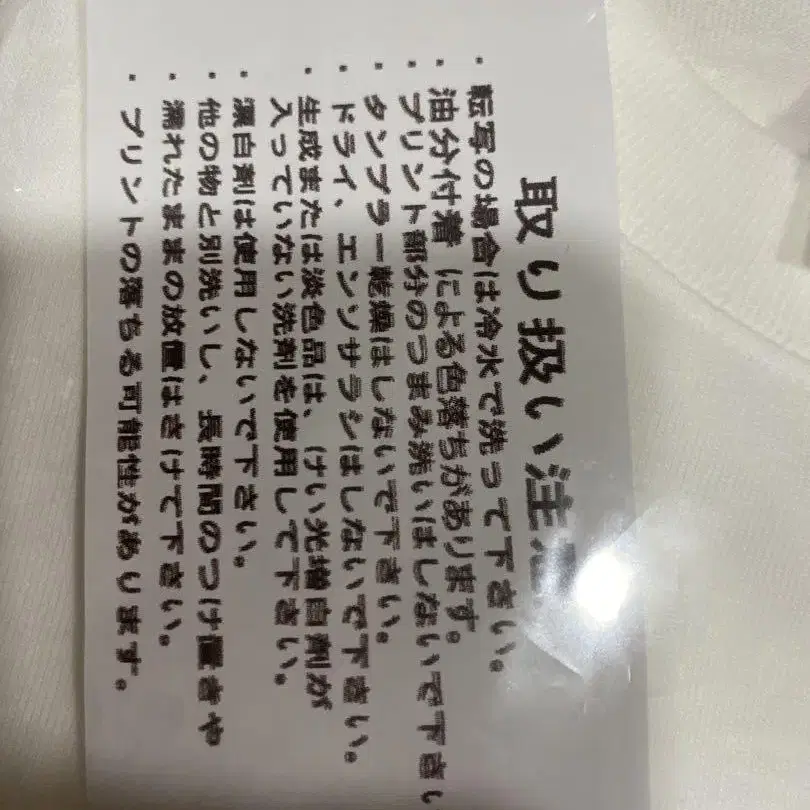 取り扱い注
・転写の場合は冷水で洗って下さい。
・油分付着 による色落ちがあります。
・プリント部分のつまみ洗いはしないで下さい
・タンブラー乾燥はしないで下さい。
・ドライ、エンソサラシはしないで下さい。
・生成または淡色品は、けい光増白剤が
入っていない洗剤を使用して下さい。
・漂白剤は使用しないで下さい。
・他の物と別洗いし、長時間のつけ置きや
・濡れたままの放置はさけて下さい。
・プリントの落ちる可能性があります。